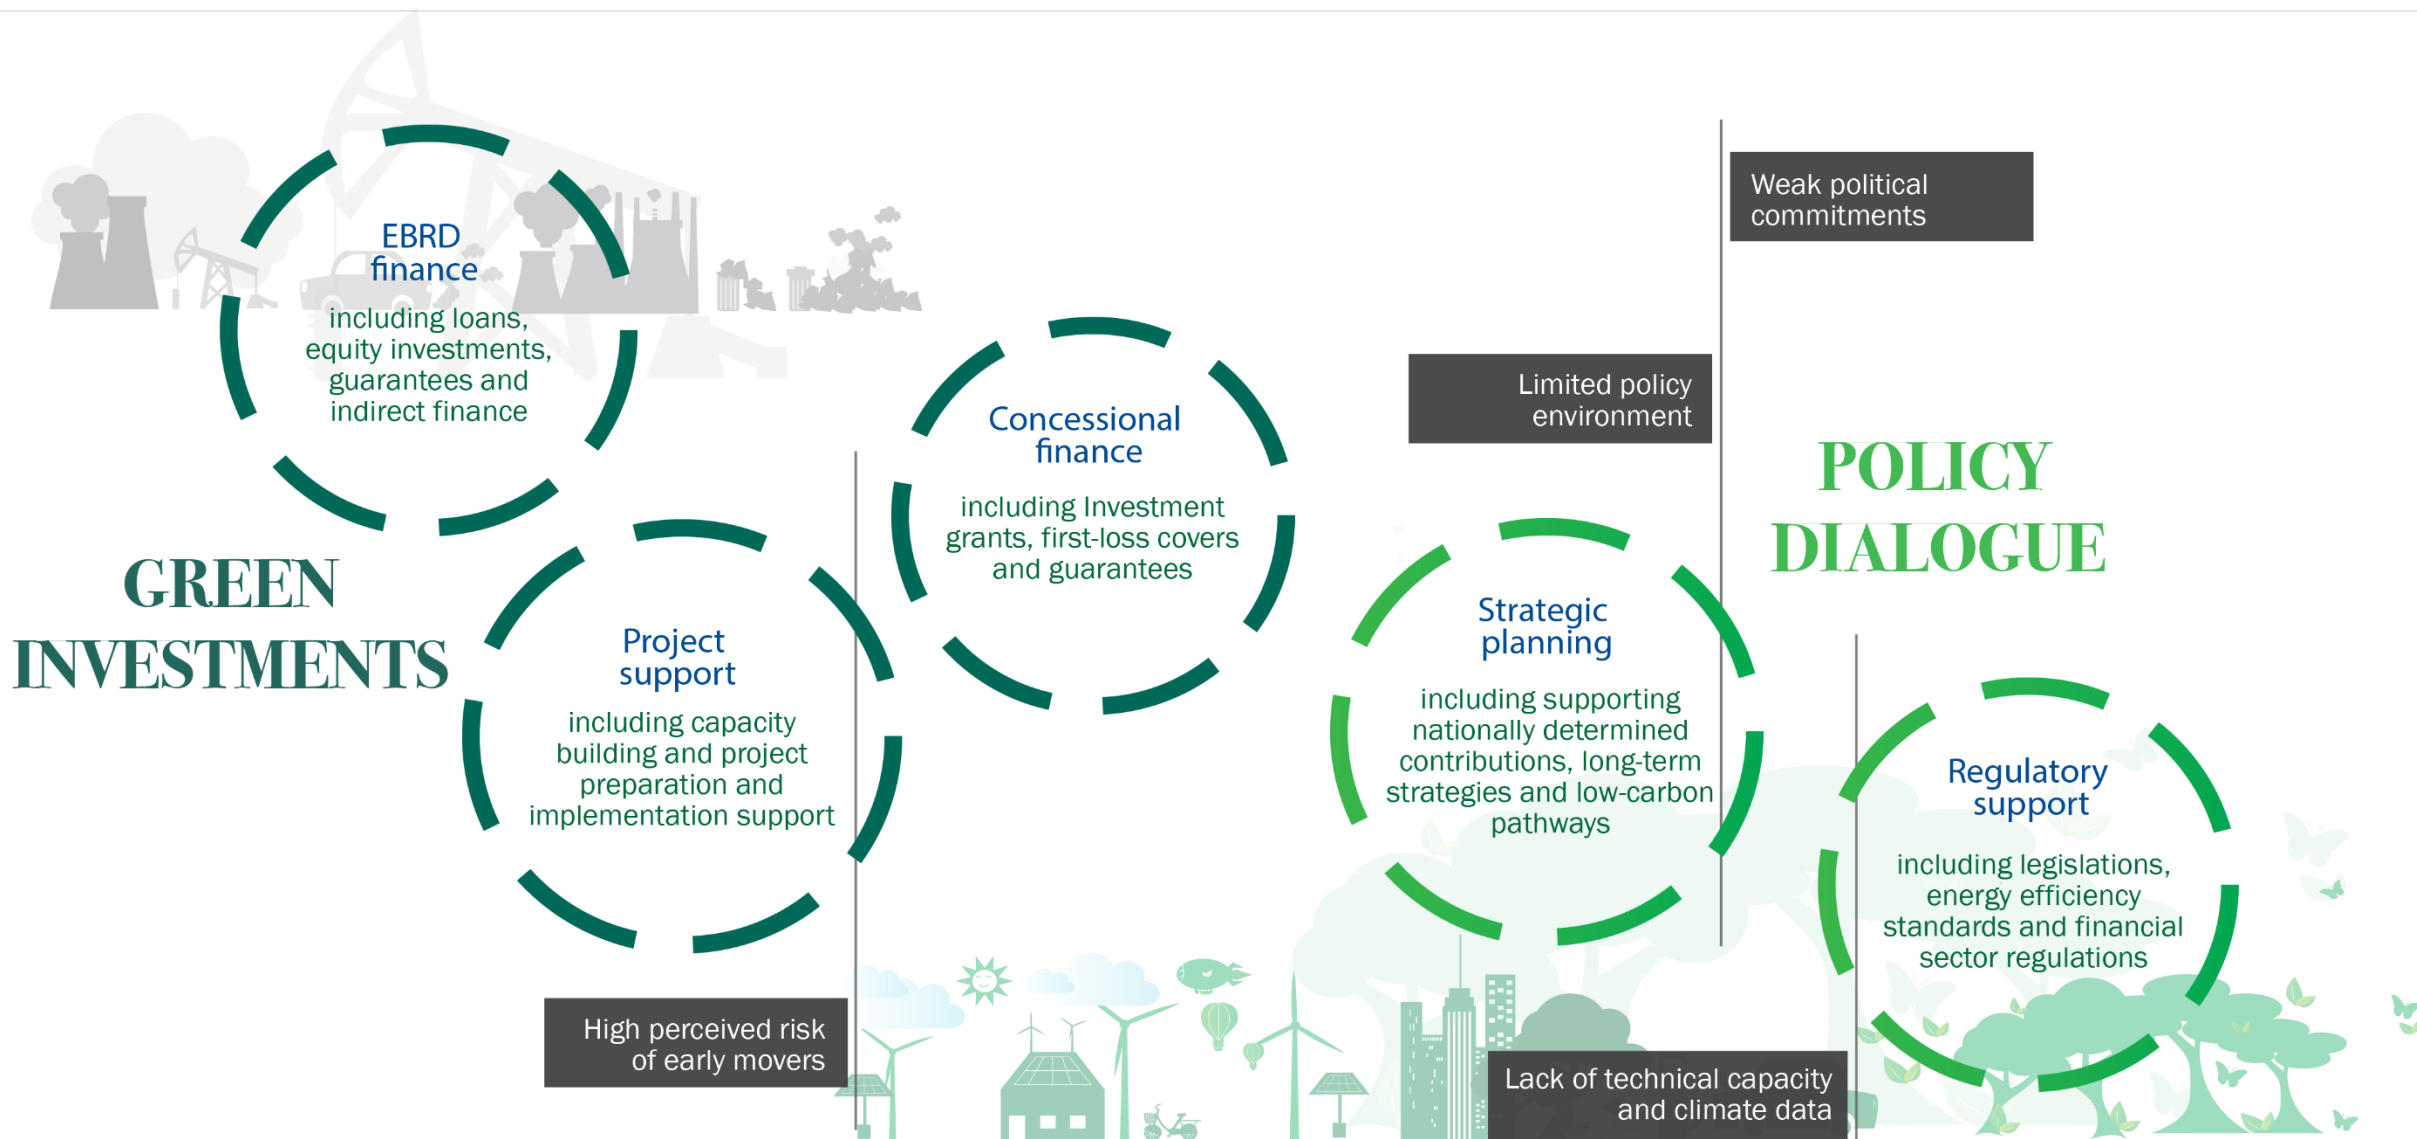 EBRD
finance
including loans,
equity investments,
guarantees and
indirect finance
GREEN
INVESTMENTS
Project
support
including capacity
building and project
preparation and
implementation support
High perceived risk
of early movers
Concessional
finance
including Investment
grants, first-loss covers
and guarantees
Weak political
commitments
Limited policy
environment
POLICY
DIALOGUE
Strategic
planning
including supporting
nationally determined
contributions, long-term
strategies and low-carbon
pathways
Regulatory
support
including legislations,
energy efficiency
standards and financial
sector regulations
Lack of technical capacity
and climate data